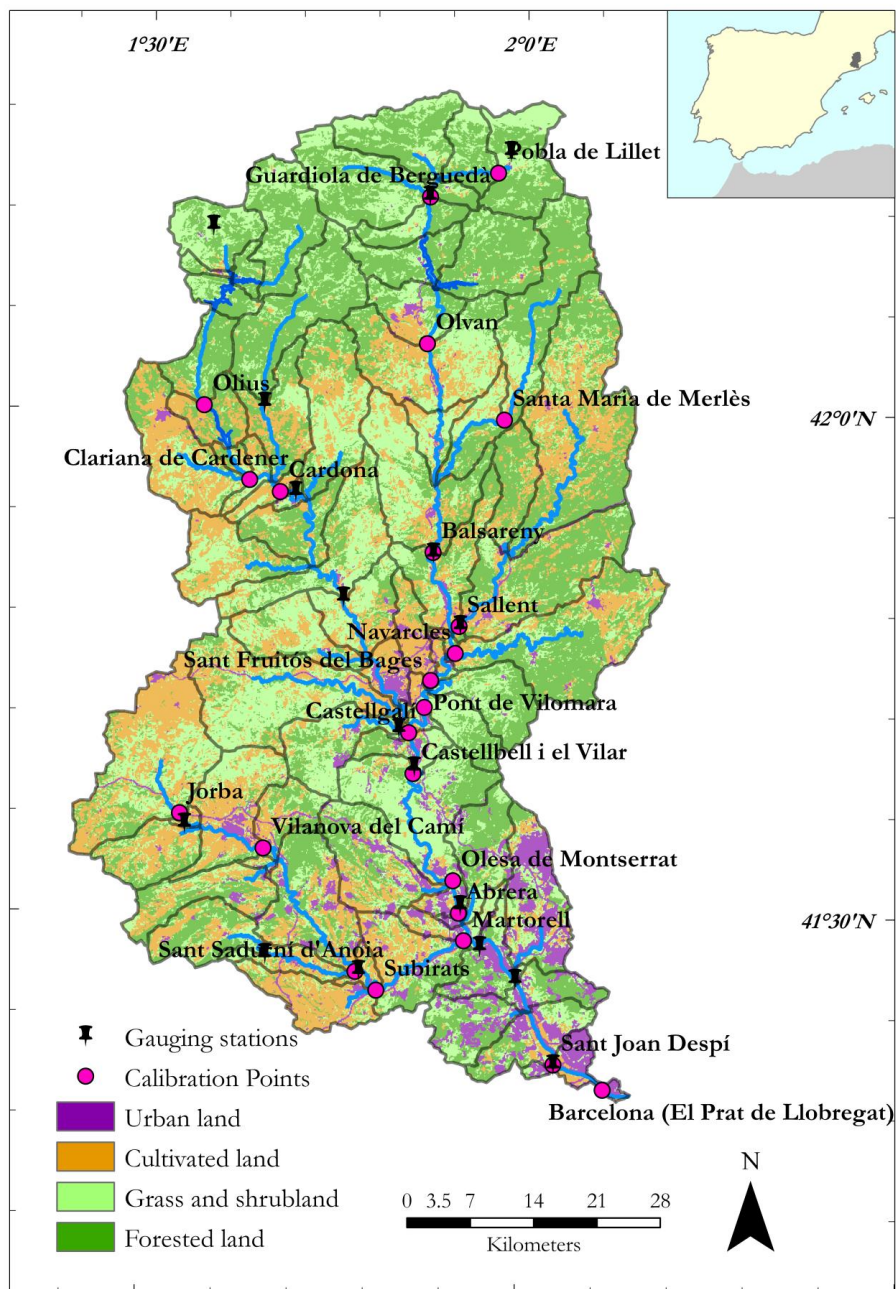 1°30'E
2°0'E
Pobla de Lillet
Guardiola de Berguedà
Olvan
Olius
Santa Maria de Merlès
42°0'N
Clariana de Cardener
Cardona
Balsareny
Sallent
Navarcles
Sant Fruitós del Bages
Pont de Vilomara
Castellgalí
Castellbell i el Vilar
Jorba
Vilanova del Camí
Olesa de Montserrat
Abrera
Martorell
41°30'N
Sant Sadurní d'Anoia
Subirats
Sant Joan Despí
Barcelona (El Prat de Llobregat)
Gauging stations
Calibration Points
Urban land
Cultivated land
Grass and shrubland
Forested land
0 3.5 7 14 21 28
Kilometers
N